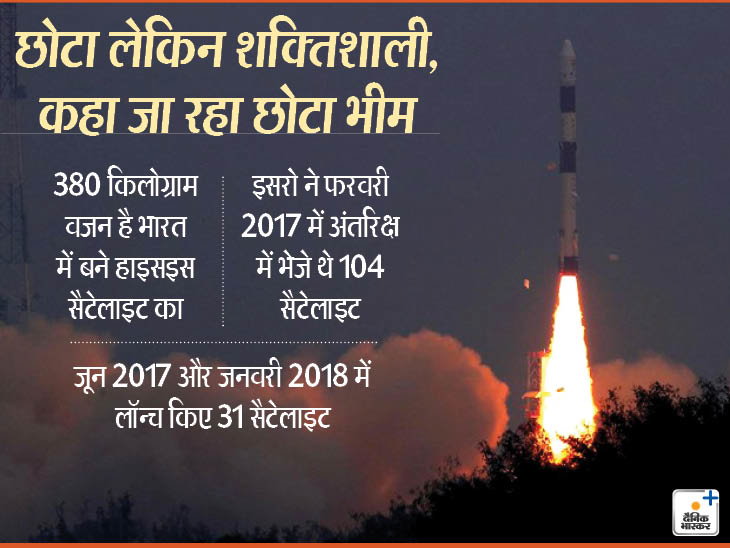 छोटा लेकिन शक्तिशाली,
कहा जा रहा छोटा भीम
380 किलोग्राम
वजन है भारत
में बने हाइसइस
सैटेलाइट का
इसरो ने फरवरी
2017 में अंतरिक्ष
में भेजे थे 104
सैटेलाइट
जून 2017 और जनवरी 2018 में
लॉन्च किए 31 सैटेलाइट
दैनिक
भास्कर